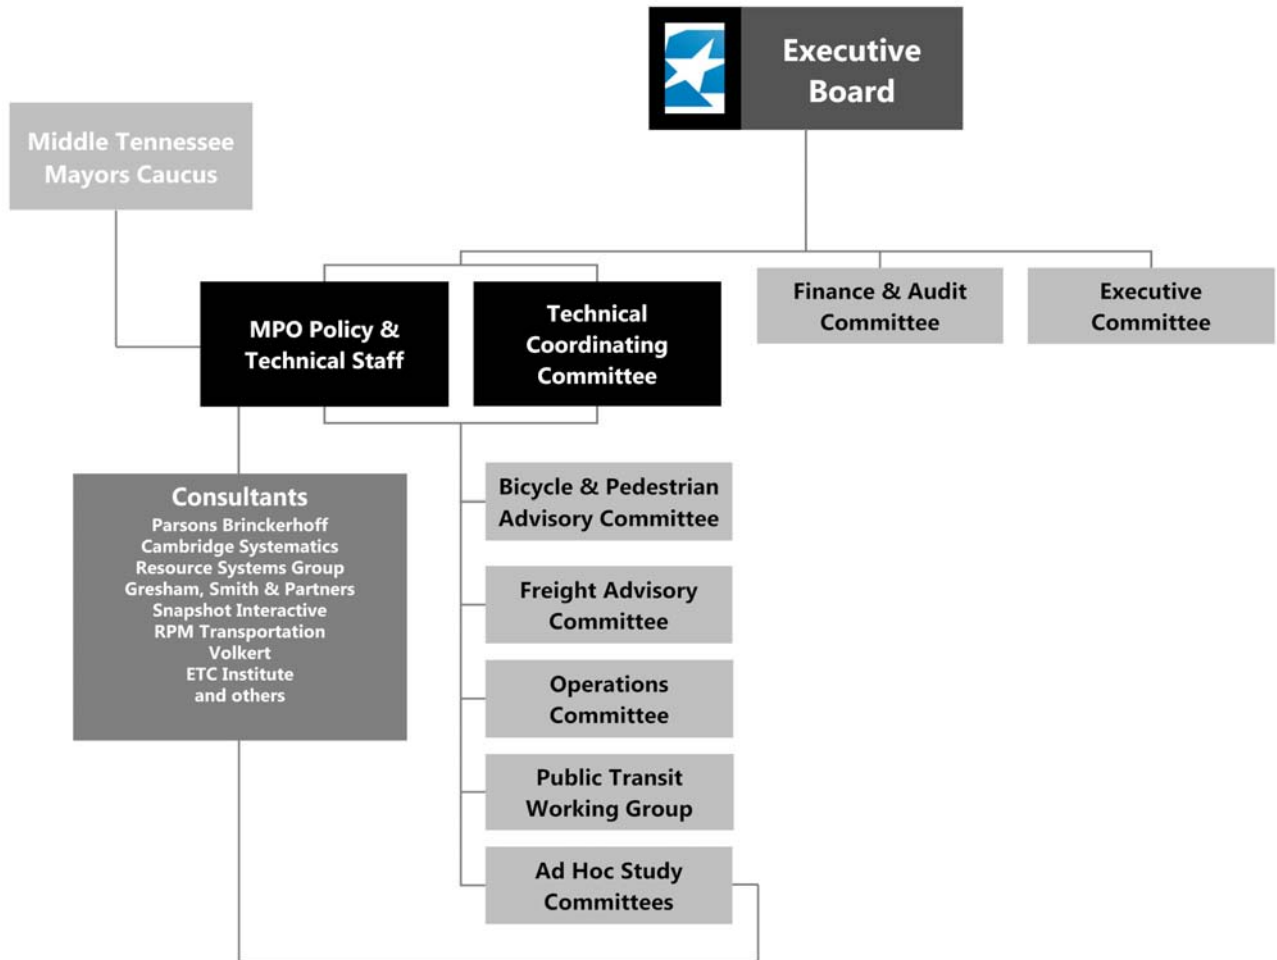 Executive
Board
Middle Tennessee
Mayors Caucus
MPO Policy &
Technical Staff
Technical
Coordinating
Committee
Finance & Audit
Committee
Executive
Committee
Consultants
Parsons Brinckerhoff
Cambridge Systematics
Resource Systems Group
Gresham, Smith & Partners
Snapshot Interactive
RPM Transportation
Volkert
ETC Institute
and others
Bicycle & Pedestrian
Advisory Committee
Freight Advisory
Committee
Operations
Committee
Public Transit
Working Group
Ad Hoc Study
Committees